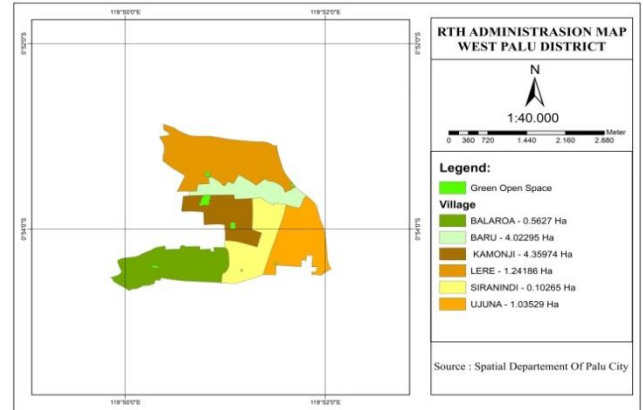 119°50'0"E
119°52'0"E
0°52'0"S
0°52'0"S
0°54'0"S
0°54'0"S
119°50'0"E
119°52'0"E
RTH ADMINISTRASION MAP
WEST PALU DISTRICT
N
1:40.000
Meter
0 360 720 1.440 2.160 2.880
Legend:
Green Open Space
Village
BALAROA - 0.5627 Ha
BARU - 4.02295 Ha
KAMONJI - 4.35974 Ha
LERE - 1.24186 Ha
SIRANINDI - 0.10265 Ha
UJUNA - 1.03529 Ha
Source : Spatial Departement Of Palu City